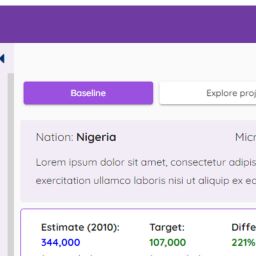 Baseline
Explore proj
Nation: Nigeria
Micr
Lorem ipsum dolor sit amet, consectetur adipis
exercitation ullamco laboris nisi ut aliquip ex ea
Estimate (2010):
Target:
Diffe
344,000
107,000
221%